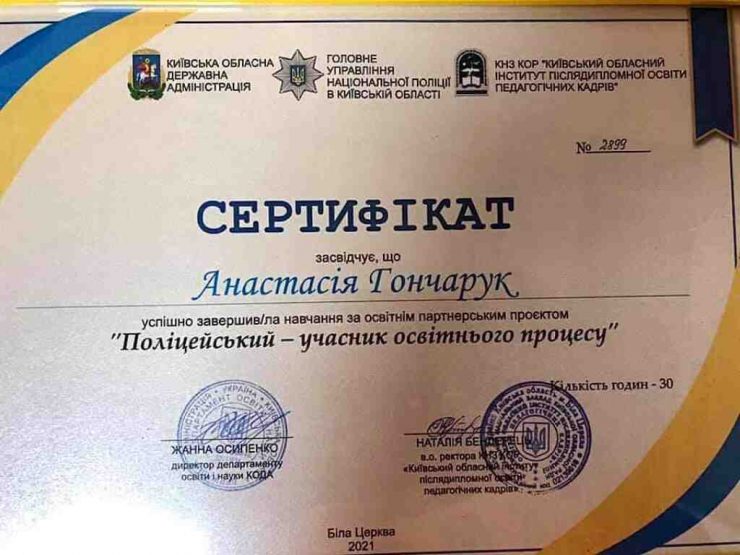 КИЇВСЬКА ОБЛАСНА
ДЕРЖАВНА
АДМІНІСТРАЦІЯ
ГОЛОВНЕ
УПРАВЛІННЯ
НАЦІОНАЛЬНОЇ ПОЛІЦІЇ
В КИЇВСЬКІЙ ОБЛАСТІ
КНЗ КОР "КИЇВСЬКИЙ ОБЛАСНИЙ
ІНСТИТУТ ПІСЛЯДИПЛОМНОЇ ОСВІТИ
ПЕДАГОГІЧНИХ КАДРІВ"
№ 2899
СЕРТИФІКАТ
засвідчує, що
Анастасія Гончарук
успішно завершив/ла навчання за освітнім партнерським проєктом
"Поліцейський – учасник освітнього процесу"
Кількість годин - 30
ЖАННА ОСИПЕНКО
директор департаменту
освіти і науки КОДА
НАТАЛІЯ
в.о. ректора КНЗ КОР
«Київський обласний інститут
післядипломної освіти
педагогічних кадрів»
Біла Церква
2021